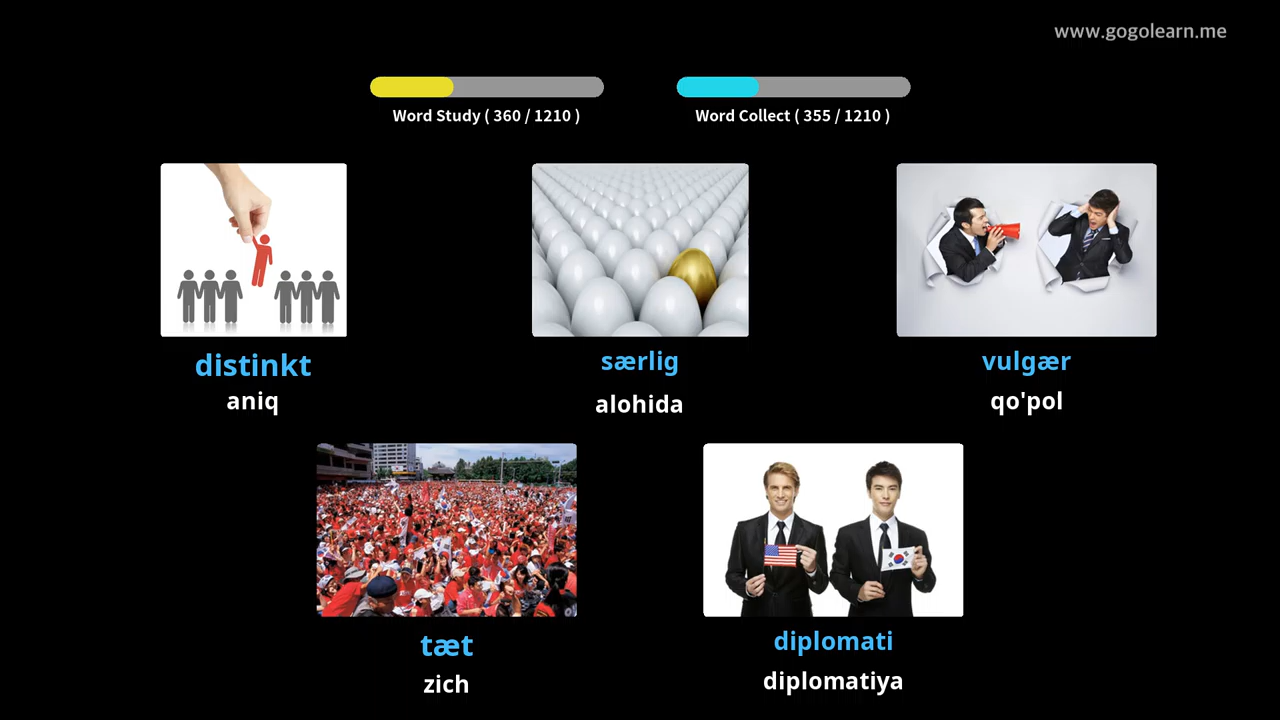 www.gogolearn.me
Word Study ( 360 / 1210 )
Word Collect ( 355 / 1210 )
distinkt
aniq
særlig
alohida
vulgær
qo'pol
tæt
zich
diplomati
diplomatiya